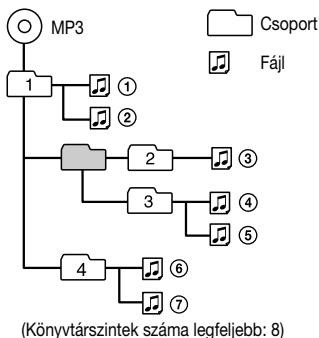 MP3
Csoport
Fájl
1
①
②
2
③
3
④
⑤
4
⑥
⑦
(Könyvtárszintek száma legfeljebb: 8)